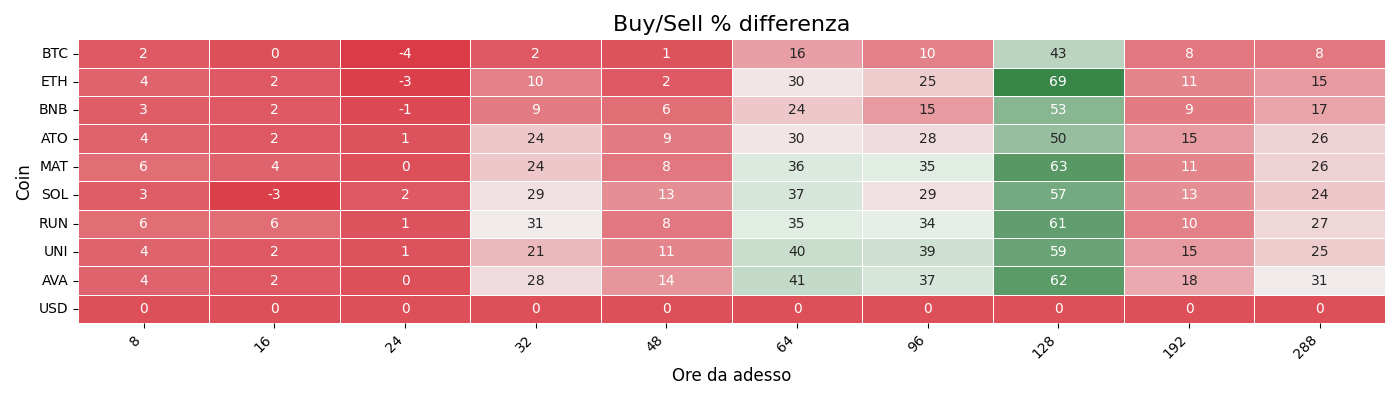 Buy/Sell % differenza
Coin
BTC 2 0 -4 2 1 16 10 43 8 8
ETH 4 2 -3 10 2 30 25 69 11 15
BNB 3 2 -1 9 6 24 15 53 9 17
ATO 4 2 1 24 9 30 28 50 15 26
MAT 6 4 0 24 8 36 35 63 11 26
SOL 3 -3 2 29 13 37 29 57 13 24
RUN 6 6 1 31 8 35 34 61 10 27
UNI 4 2 1 21 11 40 39 59 15 25
AVA 4 2 0 28 14 41 37 62 18 31
USD 0 0 0 0 0 0 0 0 0 0
8 16 24 32 48 64 96 128 192 288
Ore da adesso